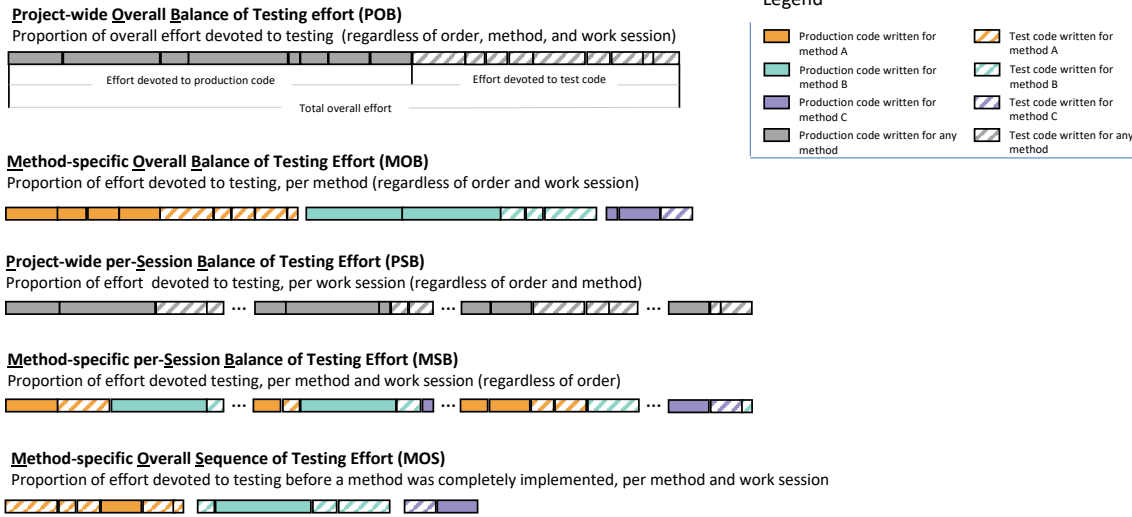 Project-wide Overall Balance of Testing effort (POB)
Proportion of overall effort devoted to testing (regardless of order, method, and work session)
Effort devoted to production code
Effort devoted to test code
Total overall effort
Legend
Production code written for method A
Test code written for method A
Production code written for method B
Test code written for method B
Production code written for method C
Test code written for method C
Production code written for any method
Test code written for any method
Method-specific Overall Balance of Testing Effort (MOB)
Proportion of effort devoted to testing, per method (regardless of order and work session)
Project-wide per-Session Balance of Testing Effort (PSB)
Proportion of effort devoted to testing, per work session (regardless of order and method)
... ... ...
Method-specific per-Session Balance of Testing Effort (MSB)
Proportion of effort devoted testing, per method and work session (regardless of order)
... ... ...
Method-specific Overall Sequence of Testing Effort (MOS)
Proportion of effort devoted to testing before a method was completely implemented, per method and work session